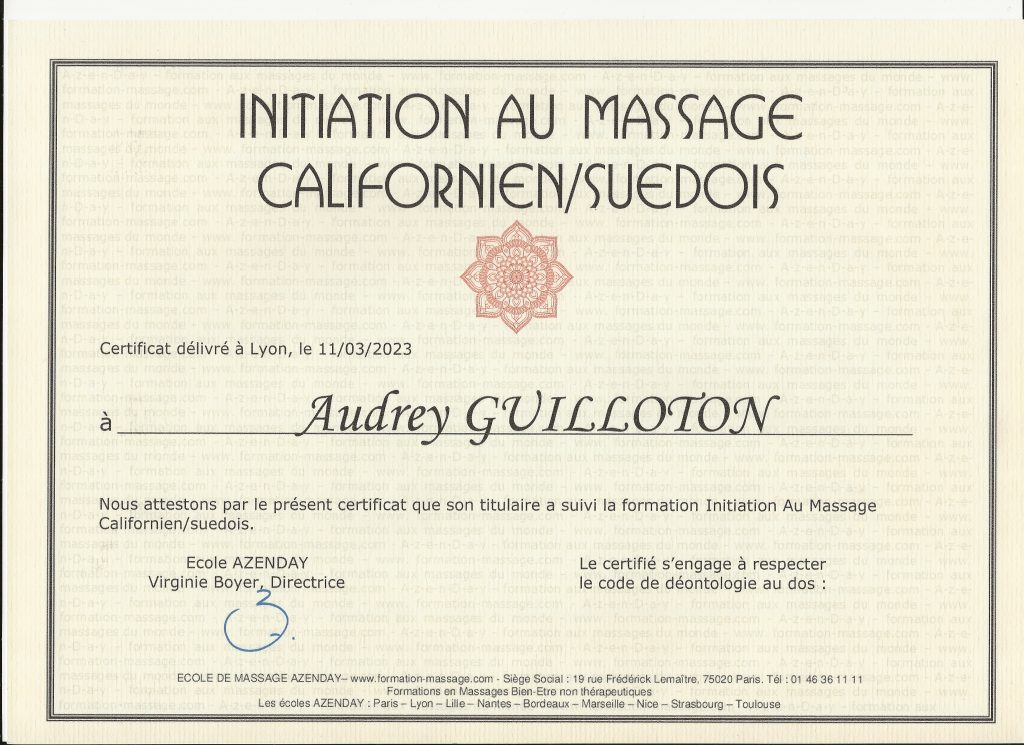 INITIATION AU MASSAGE
CALIFORNIEN/SUEDOIS
Certificat délivré à Lyon, le 11/03/2023
à Audrey GUILLOTON
Nous attestons par le présent certificat que son titulaire a suivi la formation Initiation Au Massage
Californien/suedois.
Ecole AZENDAY
Virginie Boyer, Directrice
Le certifié s’engage à respecter
le code de déontologie au dos :
ECOLE DE MASSAGE AZENDAY– www.formation-massage.com - Siège Social : 19 rue Frédérick Lemaître, 75020 Paris. Tél : 01 46 36 11 11
Formations en Massages Bien-Etre non thérapeutiques
Les écoles AZENDAY : Paris – Lyon – Lille – Nantes – Bordeaux – Marseille – Nice – Strasbourg – Toulouse